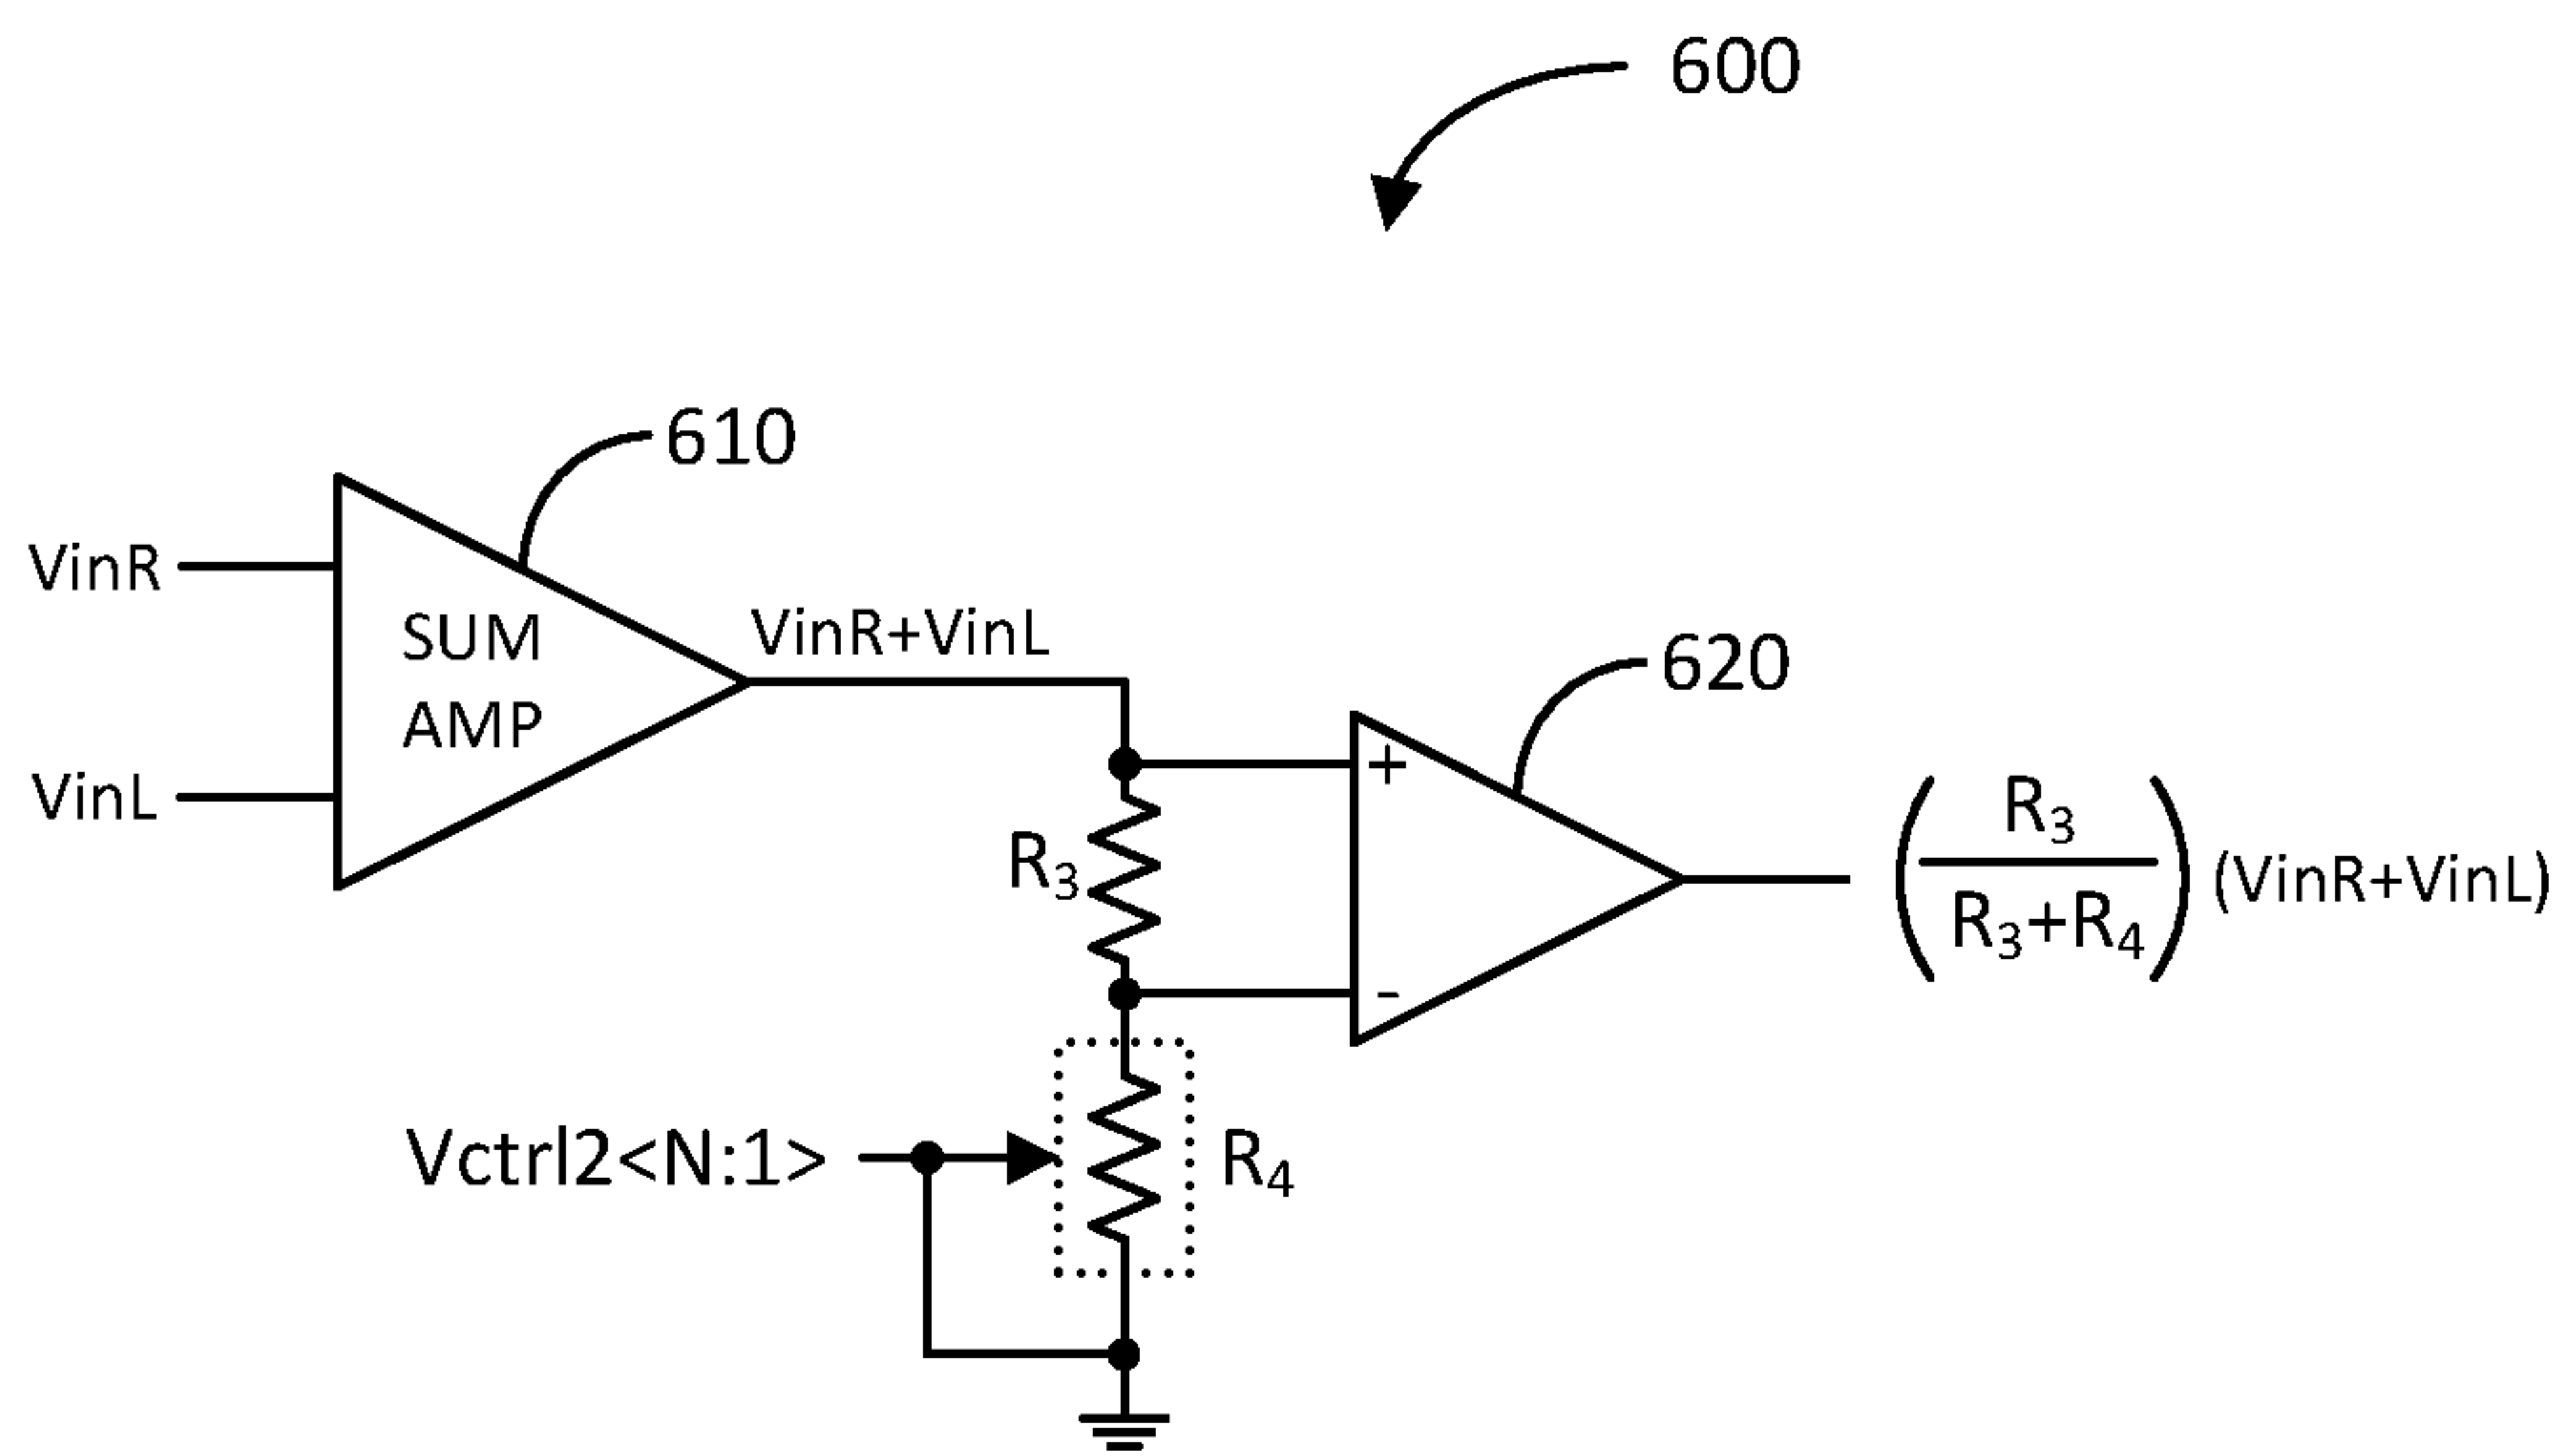 600
610
VinR
SUM
AMP
VinR+VinL
VinL
620
+
-
R₃
R₃
R₃+R₄
(VinR+VinL)
Vctrl2<N:1>
R₄